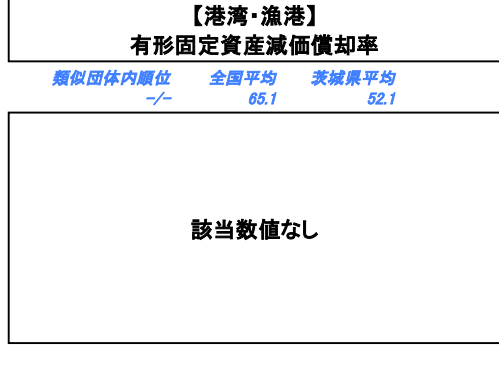 【港湾・漁港】
有形固定資産減価償却率
類似団体内順位 全国平均 茨城県平均
-/- 65.1 52.1
該当数値なし